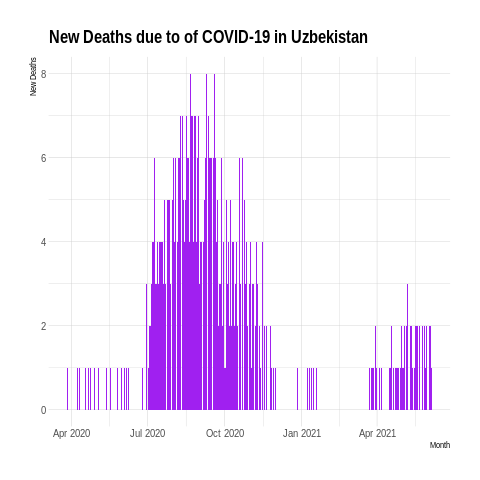 New Deaths due to of COVID-19 in Uzbekistan
New Deaths
8
6
4
2
0
Apr 2020 Jul 2020 Oct 2020 Jan 2021 Apr 2021
Month